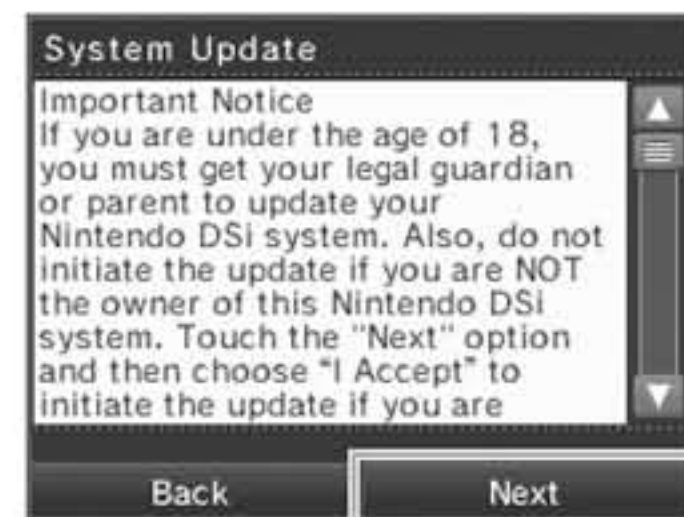 System Update
Important Notice
If you are under the age of 18,
you must get your legal guardian
or parent to update your
Nintendo DSi system. Also, do not
initiate the update if you are NOT
the owner of this Nintendo DSi
system. Touch the "Next" option
and then choose “I Accept” to
initiate the update if you are
Back
Next